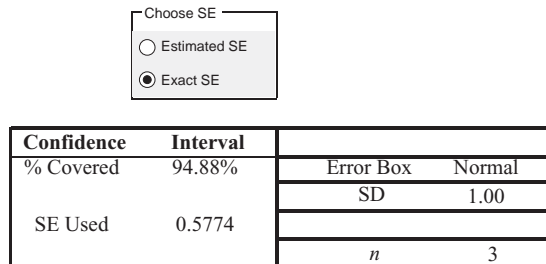 Choose SE
Estimated SE
Exact SE
Confidence Interval
% Covered 94.88% Error Box Normal
SD 1.00
SE Used 0.5774
n 3